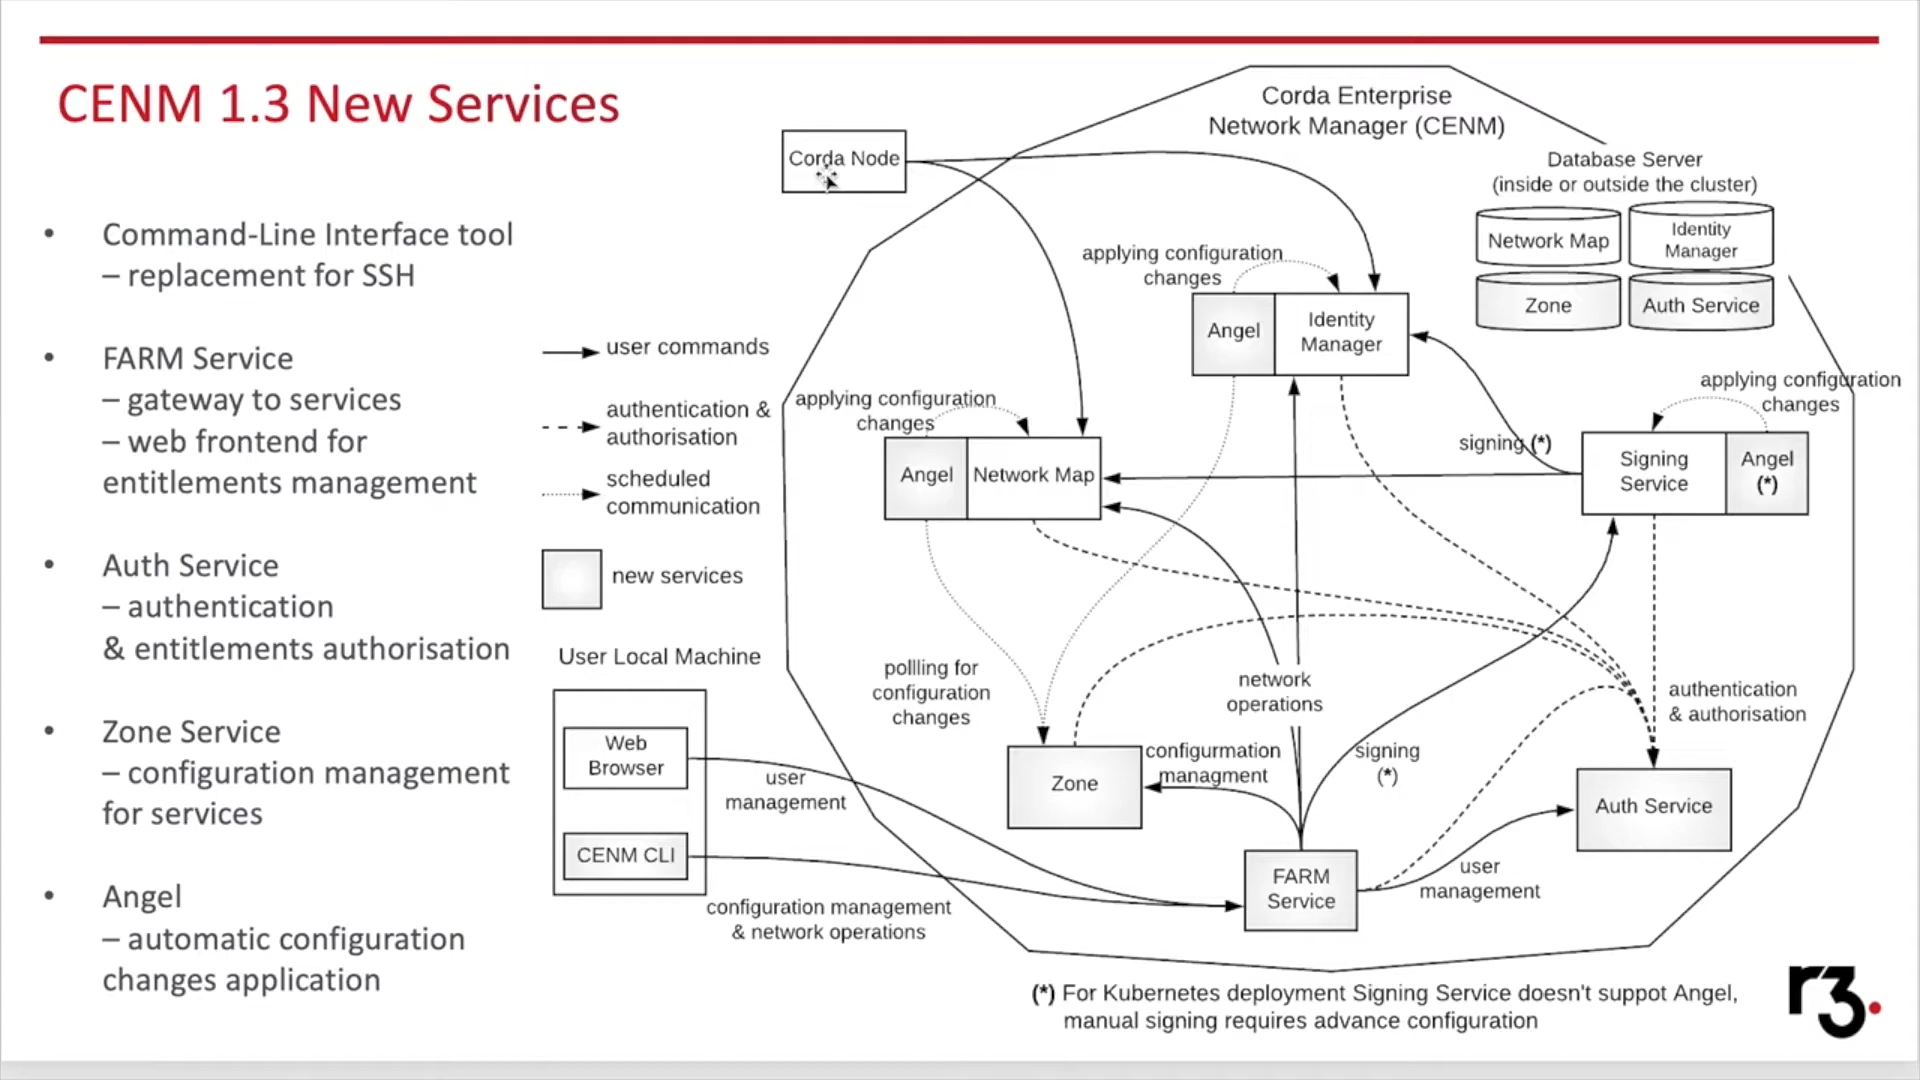 CENM 1.3 New Services
• Command-Line Interface tool
– replacement for SSH
• FARM Service
– gateway to services
– web frontend for
entitlements management
• Auth Service
– authentication
& entitlements authorisation
• Zone Service
– configuration management
for services
• Angel
– automatic configuration
changes application
user commands
authentication &
authorisation
scheduled
communication
new services
User Local Machine
Web
Browser
CENM CLI
user
management
configuration management
& network operations
Corda Node
Corda Enterprise
Network Manager (CENM)
Database Server
(inside or outside the cluster)
Network Map
Identity
Manager
Zone
Auth Service
applying configuration
changes
Angel
Identity
Manager
applying configuration
changes
Angel
Network Map
applying configuration
changes
signing (*)
Signing
Service
Angel
(*)
pollling for
configuration
changes
network
operations
authentication
& authorisation
Zone
configurmation
managment
signing
(*)
Auth Service
FARM
Service
user
management
(*) For Kubernetes deployment Signing Service doesn't suppot Angel,
manual signing requires advance configuration
r3.